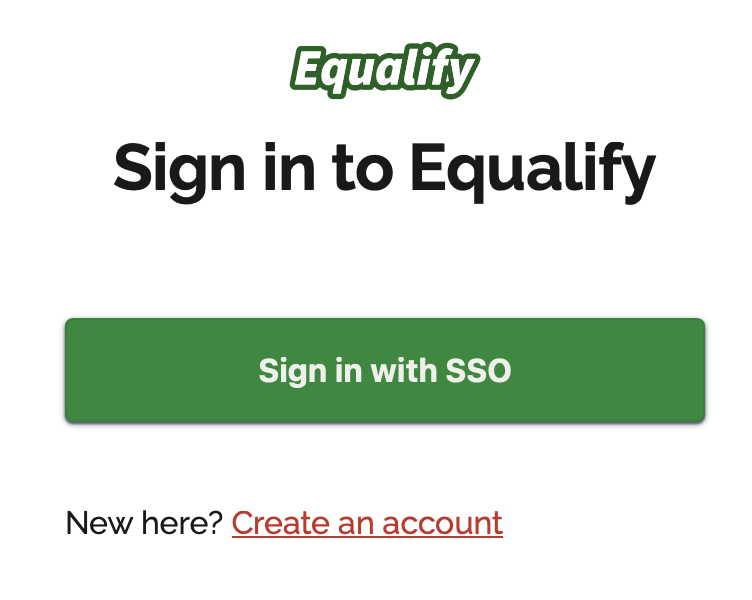 Equalify
Sign in to Equalify
Sign in with SSO
New here? Create an account